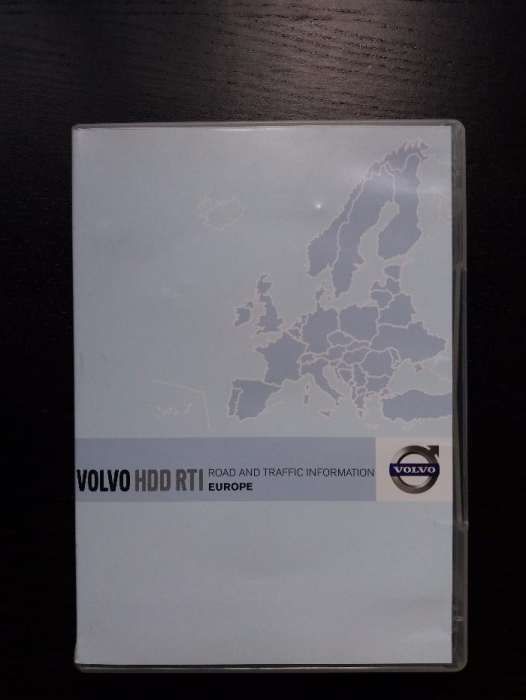 VOLVO HDD RTI ROAD AND TRAFFIC INFORMATION
EUROPE
VOLVO